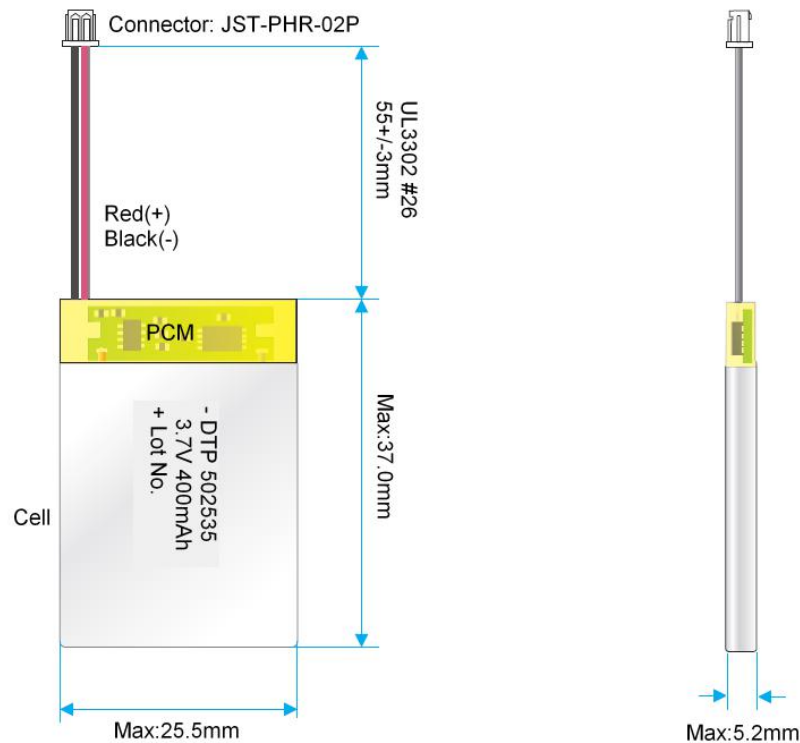 Connector: JST-PHR-02P
UL3302 #26
55+/-3mm
Red(+)
Black(-)
PCM
- DTP 502535
3.7V 400mAh
+ Lot No.
Max:37.0mm
Cell
Max:25.5mm
Max:5.2mm